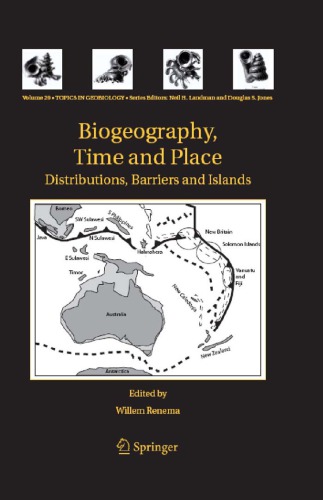 Volume 29 • TOPICS IN GEOBIOLOGY • Series Editors: Neil H. Landman and Douglas S. Jones
Biogeography,
Time and Place
Distributions, Barriers and Islands
Borneo
SW Sulawesi
S Philippines
New Britain
Java
N Sulawesi
Halmahera
Solomon Islands
E Sulawesi
Timor
Vanuatu
and
Fiji
New Caledonia
Australia
New Zealand
Antarctica
Edited by
Willem Renema
Springer